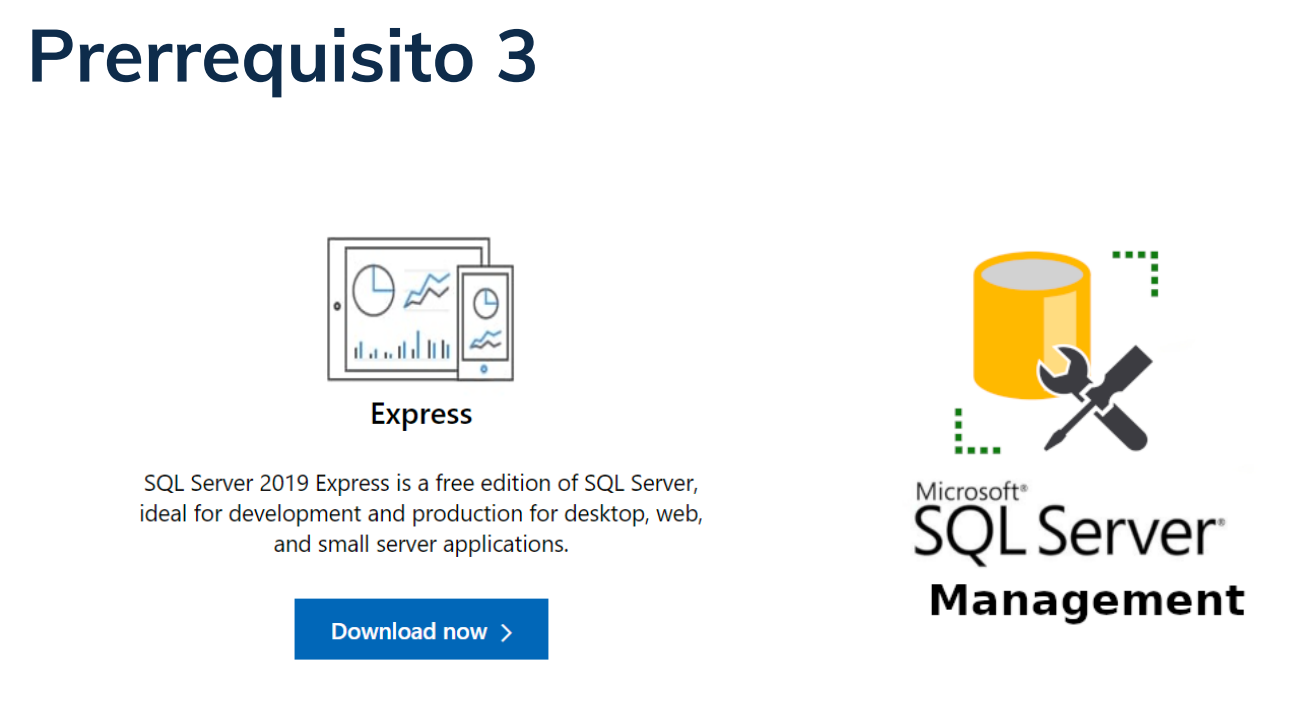 Prerrequisito 3
Express
SQL Server 2019 Express is a free edition of SQL Server,
ideal for development and production for desktop, web,
and small server applications.
Download now
Microsoft®
SQL Server®
Management